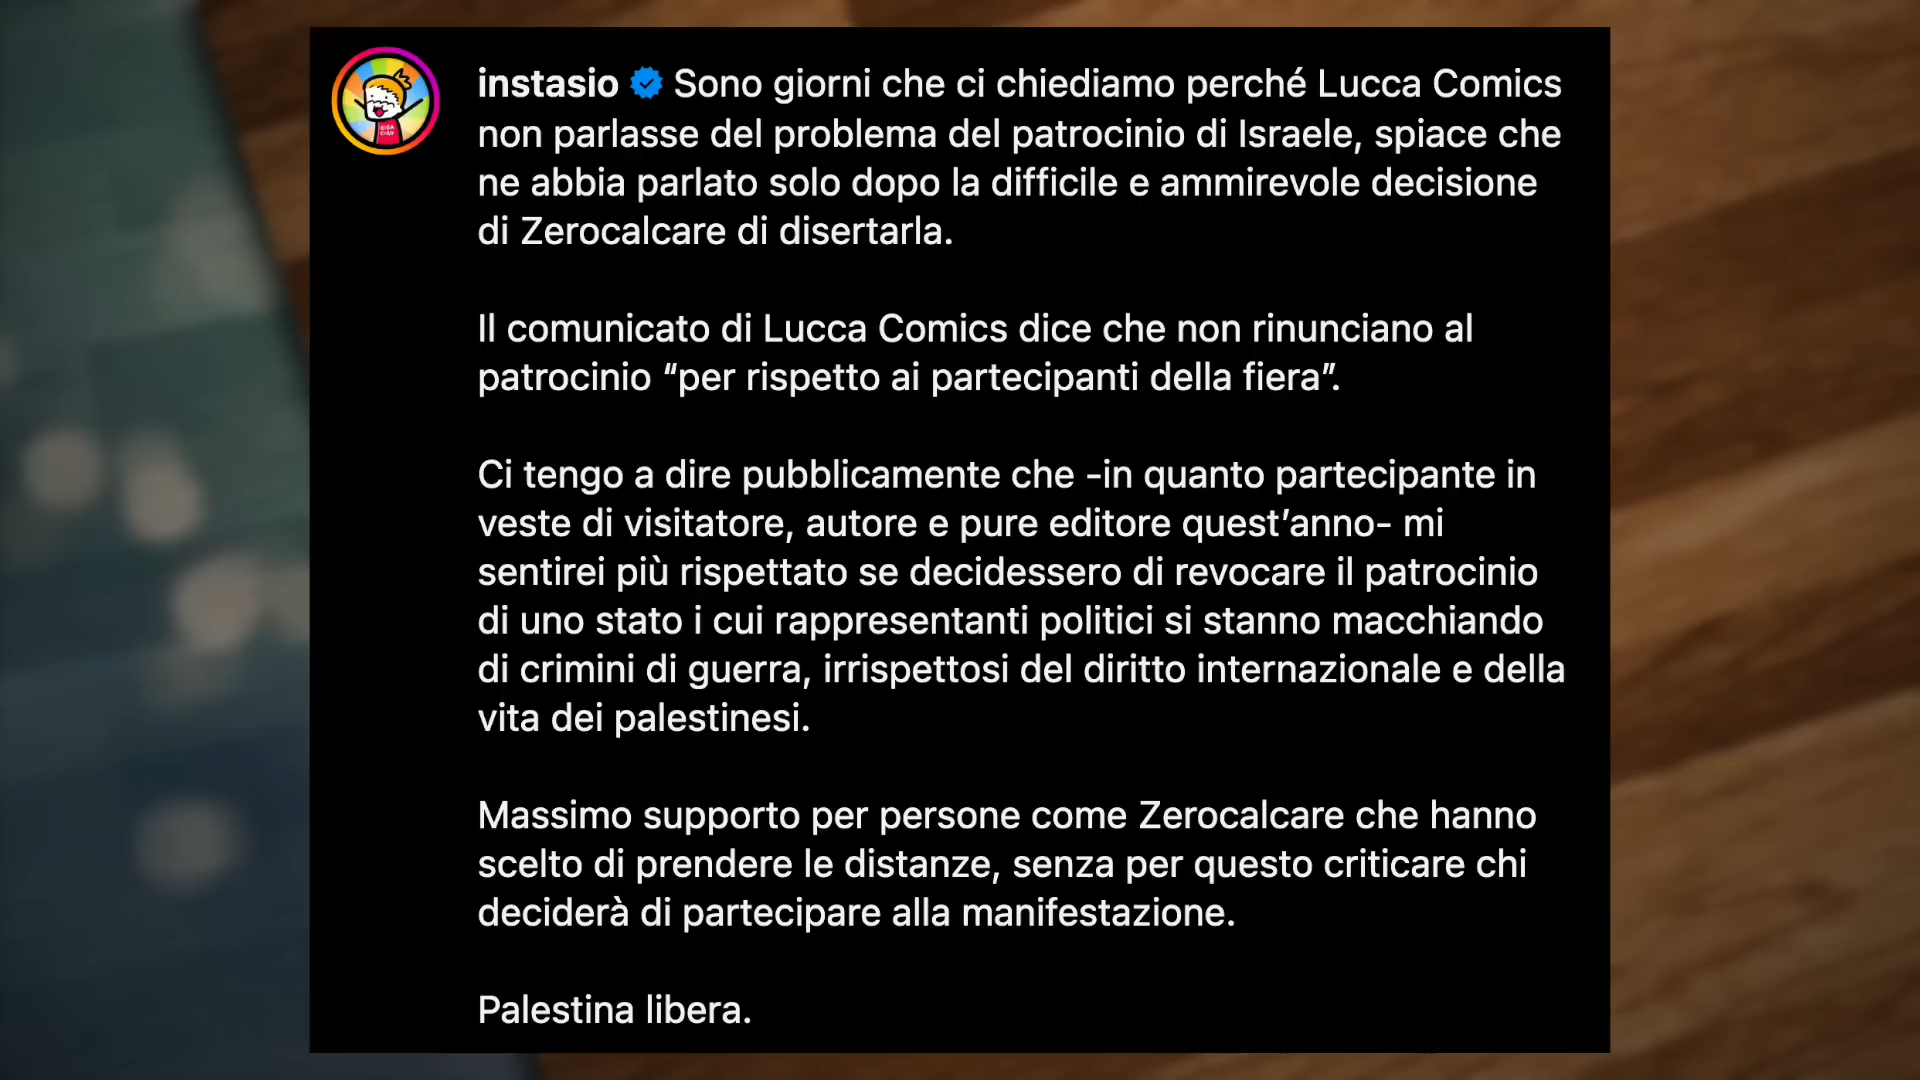 instasio Sono giorni che ci chiediamo perché Lucca Comics
non parlasse del problema del patrocinio di Israele, spiace che
ne abbia parlato solo dopo la difficile e ammirevole decisione
di Zerocalcare di disertarla.
Il comunicato di Lucca Comics dice che non rinunciano al
patrocinio “per rispetto ai partecipanti della fiera”.
Ci tengo a dire pubblicamente che -in quanto partecipante in
veste di visitatore, autore e pure editore quest’anno- mi
sentirei più rispettato se decidessero di revocare il patrocinio
di uno stato i cui rappresentanti politici si stanno macchiando
di crimini di guerra, irrispettosi del diritto internazionale e della
vita dei palestinesi.
Massimo supporto per persone come Zerocalcare che hanno
scelto di prendere le distanze, senza per questo criticare chi
deciderà di partecipare alla manifestazione.
Palestina libera.
GIGA
CIAO